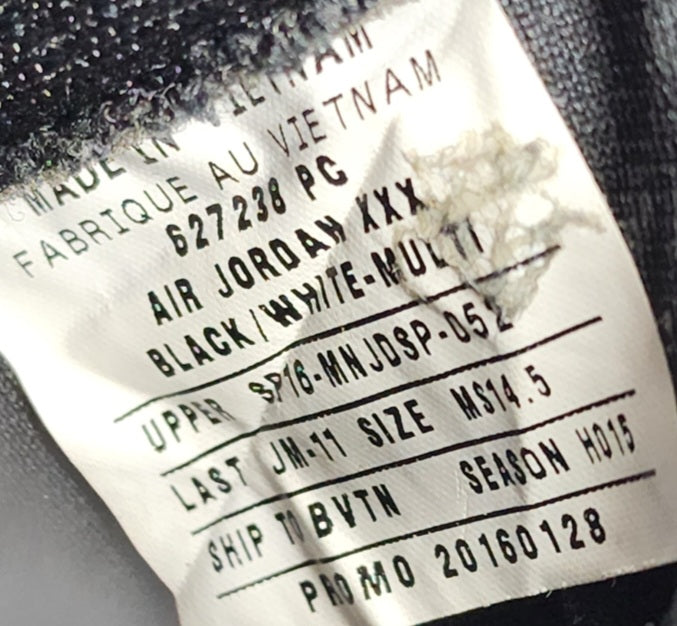 MADE IN VIETNAM
FABRIQUE AU VIETNAM
627238 PC
AIR JORDAN XXX
BLACK/WHITE-MULTI
UPPER SP16-MNJDSP-052
LAST JM-11 SIZE MS14.5
SHIP TO BVTN SEASON HO15
PROMO 20160128